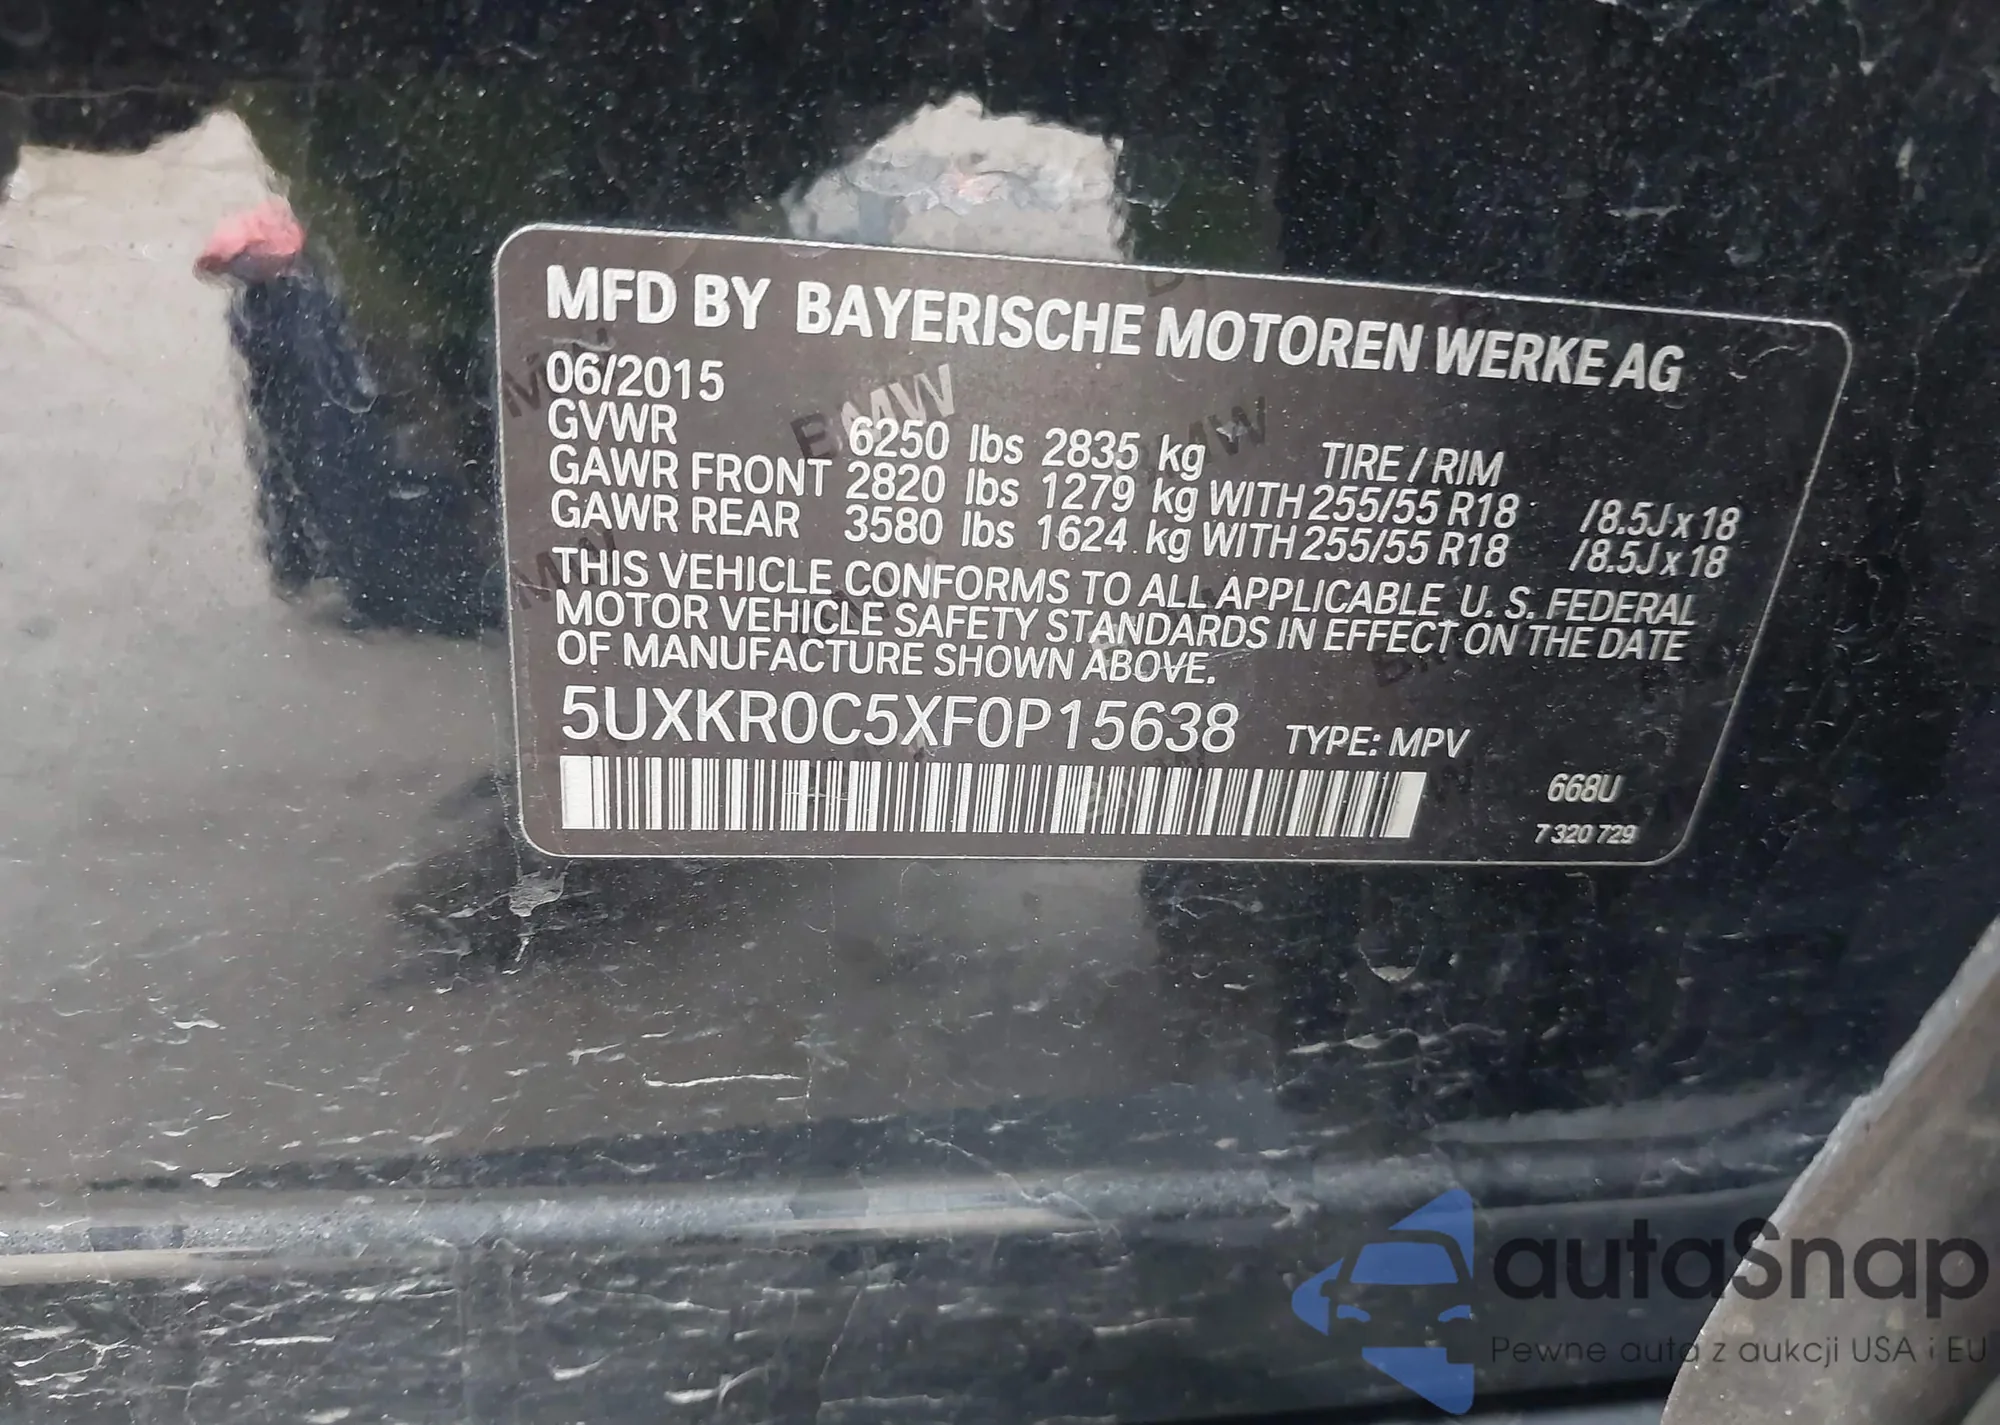 MFD BY BAYERISCHE MOTOREN WERKE AG
06/2015
GVWR 6250 lbs 2835 kg TIRE / RIM
GAWR FRONT 2820 lbs 1279 kg WITH 255/55 R18 /8.5J x 18
GAWR REAR 3580 lbs 1624 kg WITH 255/55 R18 /8.5J x 18
THIS VEHICLE CONFORMS TO ALL APPLICABLE U. S. FEDERAL
MOTOR VEHICLE SAFETY STANDARDS IN EFFECT ON THE DATE
OF MANUFACTURE SHOWN ABOVE.
5UXKR0C5XF0P15638 TYPE: MPV
668U
7 320 729
autaSnap
Pewne auta z aukcji USA i EU